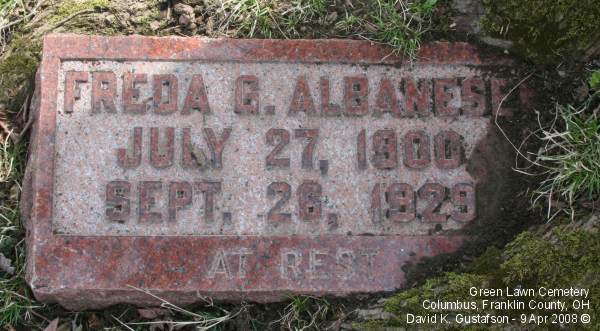 FREDA G. ALBANESE
JULY 27, 1900
SEPT. 26, 1929
AT REST
Green Lawn Cemetery
Columbus, Franklin County, OH
David K. Gustafson - 9 Apr 2008 ©